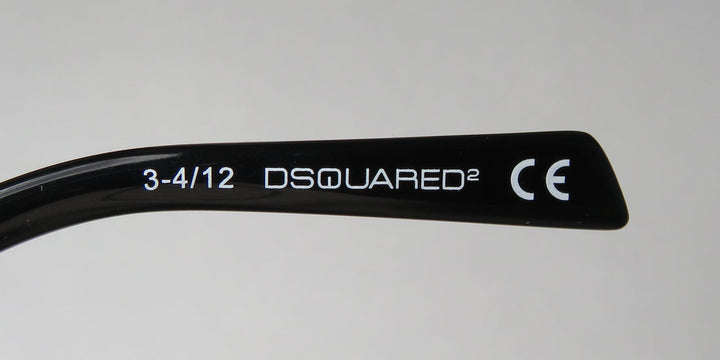 3-4/12 DSQUARED² CE